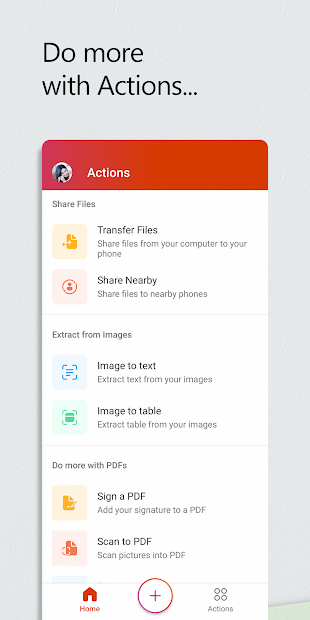 Do more
with Actions...
Actions
Share Files
Transfer Files
Share files from your computer to your
phone
Share Nearby
Share files to nearby phones
Extract from Images
Image to text
Extract text from your images
Image to table
Extract table from your images
Do more with PDFs
Sign a PDF
Add your signature to a PDF
Scan to PDF
Scan pictures into PDF
Home
Actions